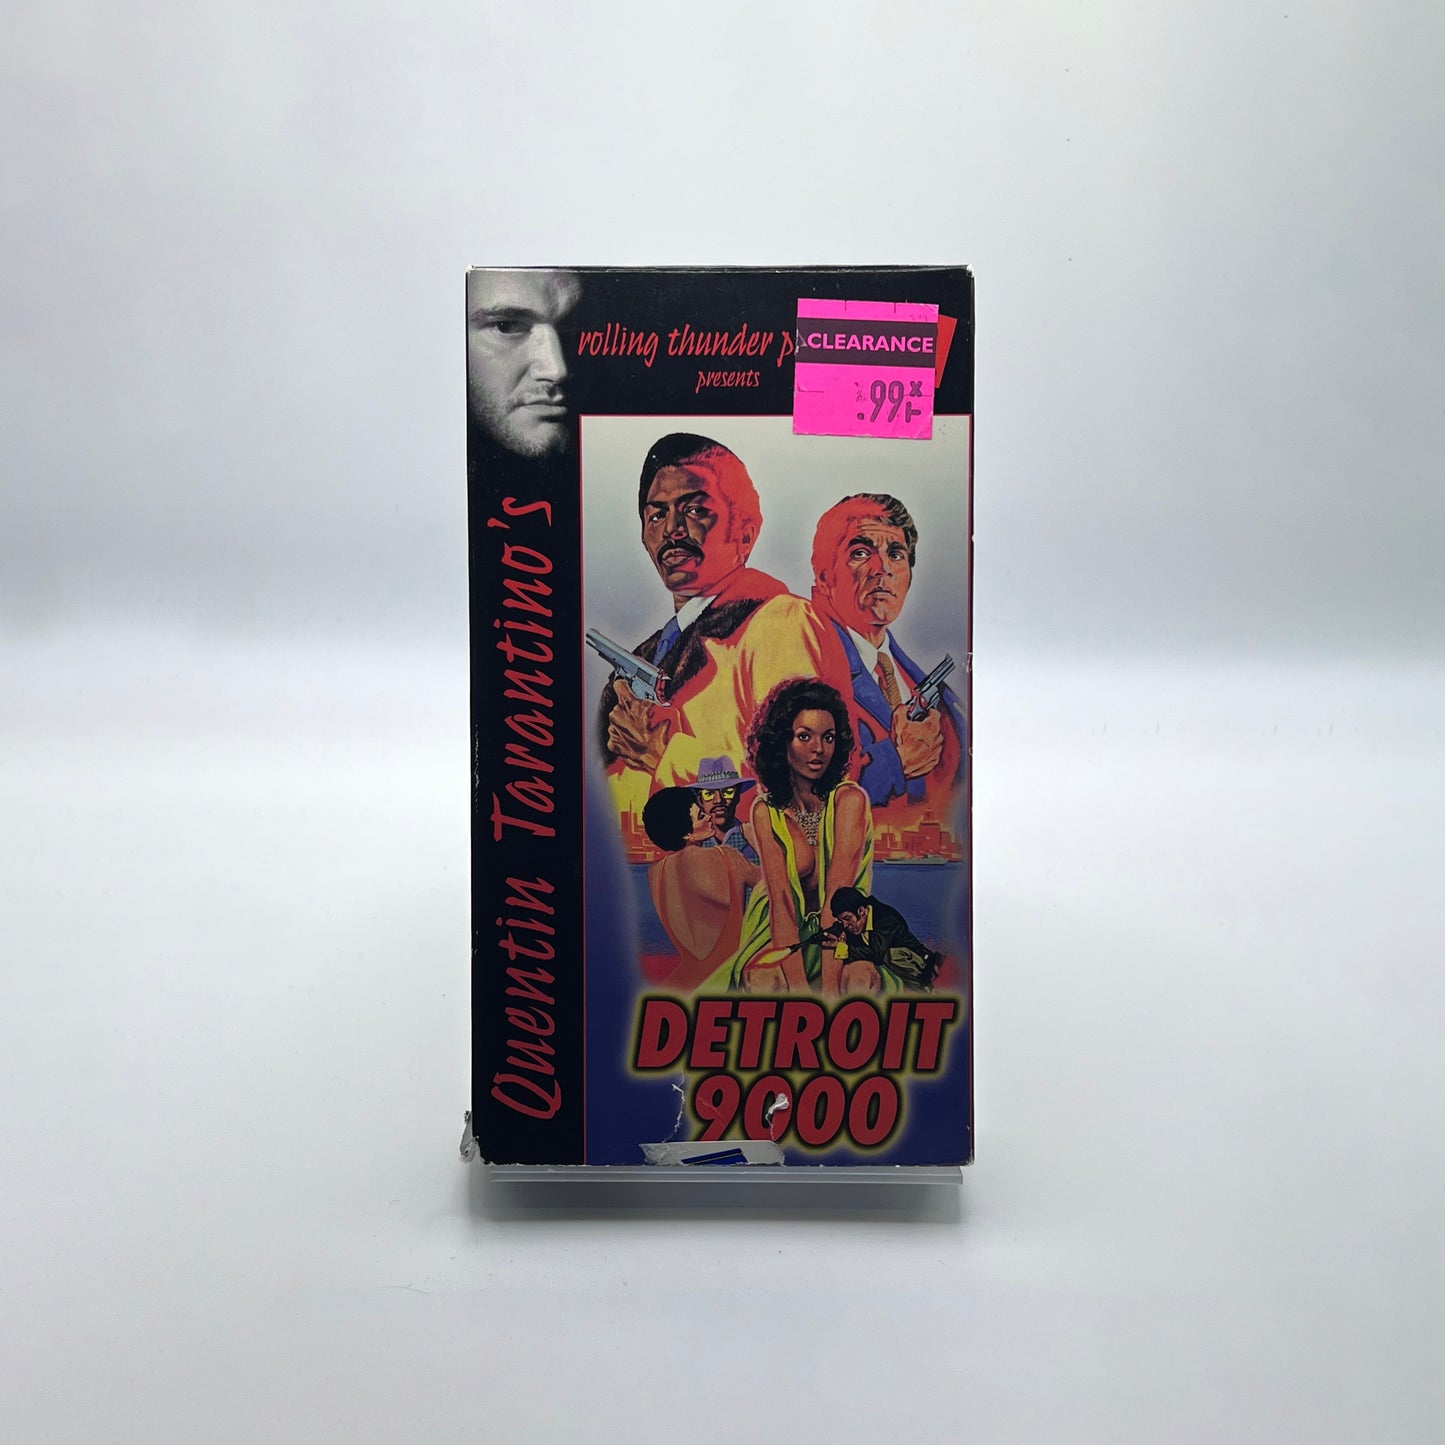 rolling thunder p
presents
CLEARANCE
.99
Quentin Tarantino's
DETROIT
9000